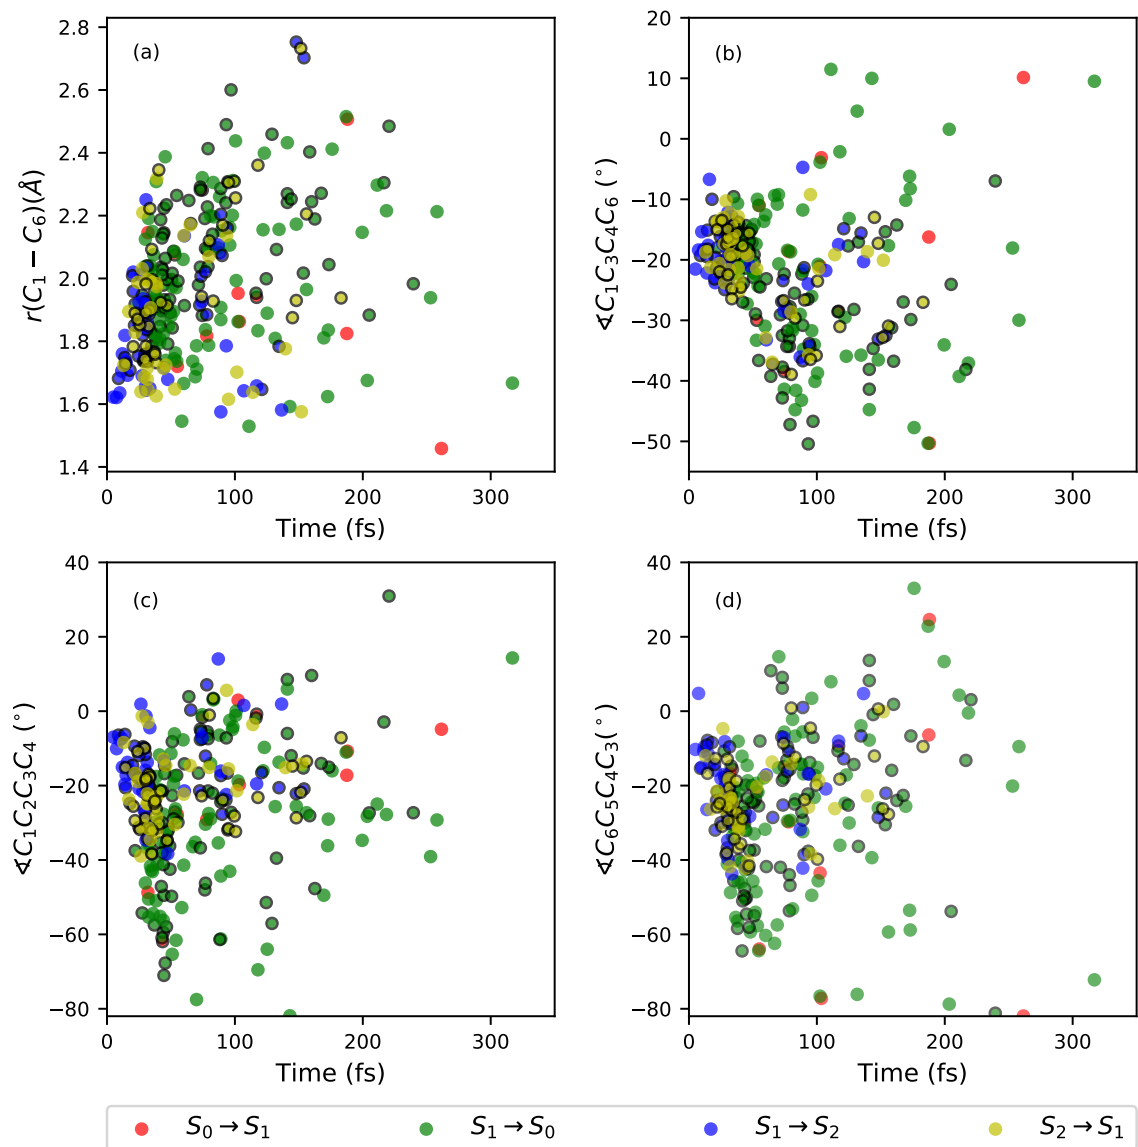 2.8
2.6
2.4
2.2
2.0
1.8
1.6
1.4
r(C₁ − C₆)(Å)
(a)
0 100 200 300
Time (fs)
20
10
0
−10
−20
−30
−40
−50
∢C₁C₃C₄C₆ (°)
(b)
0 100 200 300
Time (fs)
40
20
0
−20
−40
−60
−80
∢C₁C₂C₃C₄ (°)
(c)
0 100 200 300
Time (fs)
40
20
0
−20
−40
−60
−80
∢C₆C₅C₄C₃(°)
(d)
0 100 200 300
Time (fs)
S₀ → S₁ S₁ → S₀ S₁ → S₂ S₂ → S₁